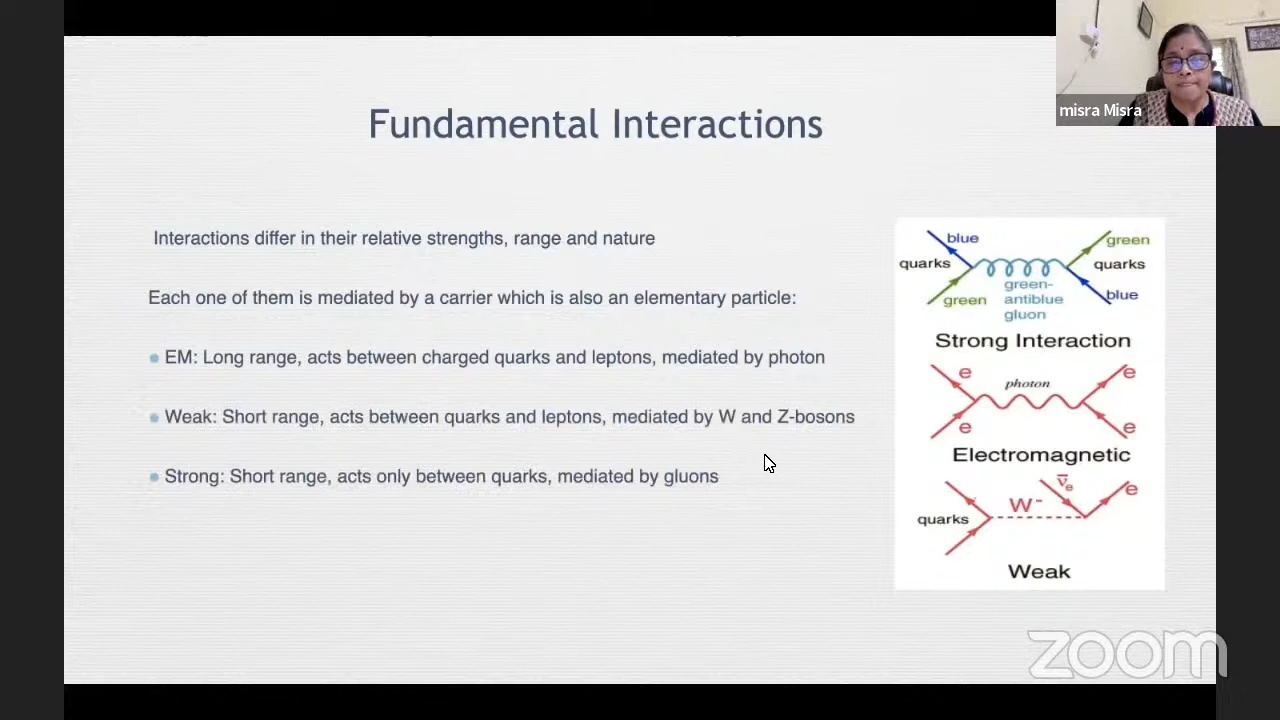 misra Misra
Fundamental Interactions
Interactions differ in their relative strengths, range and nature
Each one of them is mediated by a carrier which is also an elementary particle:
EM: Long range, acts between charged quarks and leptons, mediated by photon
Weak: Short range, acts between quarks and leptons, mediated by W and Z-bosons
Strong: Short range, acts only between quarks, mediated by gluons
blue
green
quarks
quarks
green
green-
antiblue
gluon
blue
Strong Interaction
e
photon
e
e
e
Electromagnetic
ν̅e
e
W-
quarks
Weak
zoom